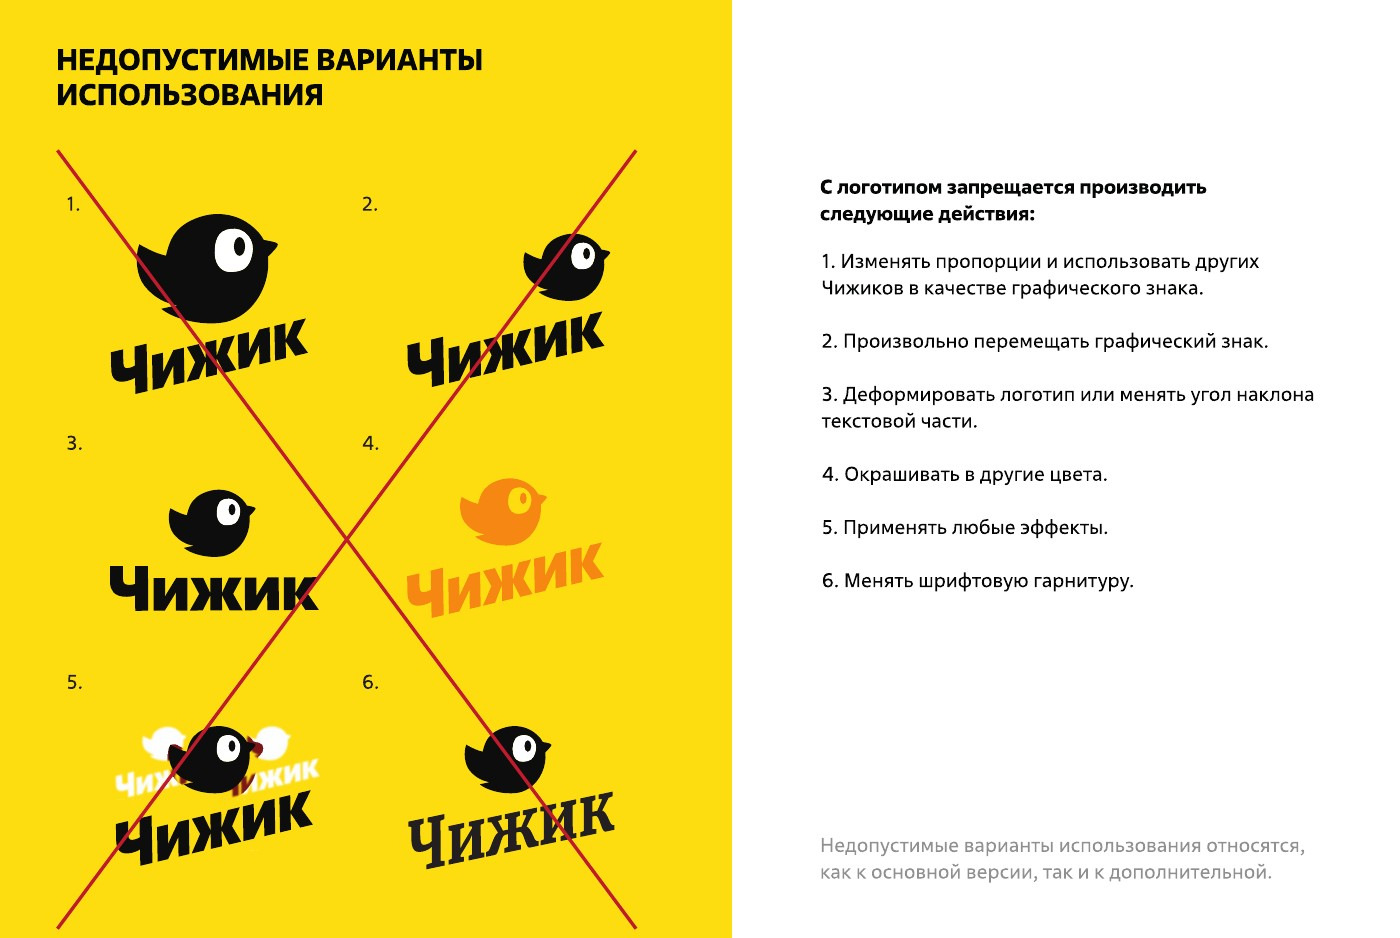 НЕДОПУСТИМЫЕ ВАРИАНТЫ
ИСПОЛЬЗОВАНИЯ
1.
Чижик
2.
Чижик
3.
Чижик
4.
Чижик
5.
Чижик
Чижик
Чижик
6.
Чижик
С логотипом запрещается производить
следующие действия:
1. Изменять пропорции и использовать других
Чижиков в качестве графического знака.
2. Произвольно перемещать графический знак.
3. Деформировать логотип или менять угол наклона
текстовой части.
4. Окрашивать в другие цвета.
5. Применять любые эффекты.
6. Менять шрифтовую гарнитуру.
Недопустимые варианты использования относятся,
как к основной версии, так и к дополнительной.